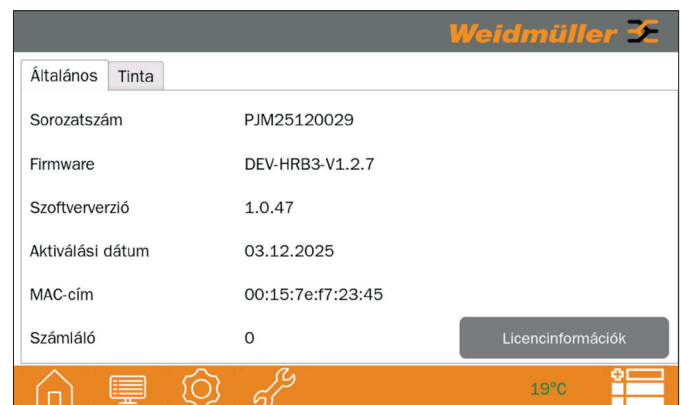 Weidmüller
Általános Tinta
Sorozatszám PJM25120029
Firmware DEV-HRB3-V1.2.7
Szoftververzió 1.0.47
Aktiválási dátum 03.12.2025
MAC-cím 00:15:7e:f7:23:45
Számláló 0 Licencinformációk
19°C